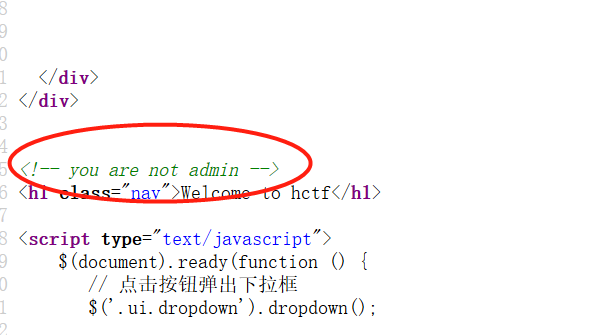 8
9
0
1 </div>
2 </div>
3
4
5 <!-- you are not admin -->
6 <h1 class="nav">Welcome to hctf</h1>
7
8 <script type="text/javascript">
9 $(document).ready(function () {
0 // 点击按钮弹出下拉框
1 $('.ui.dropdown').dropdown();